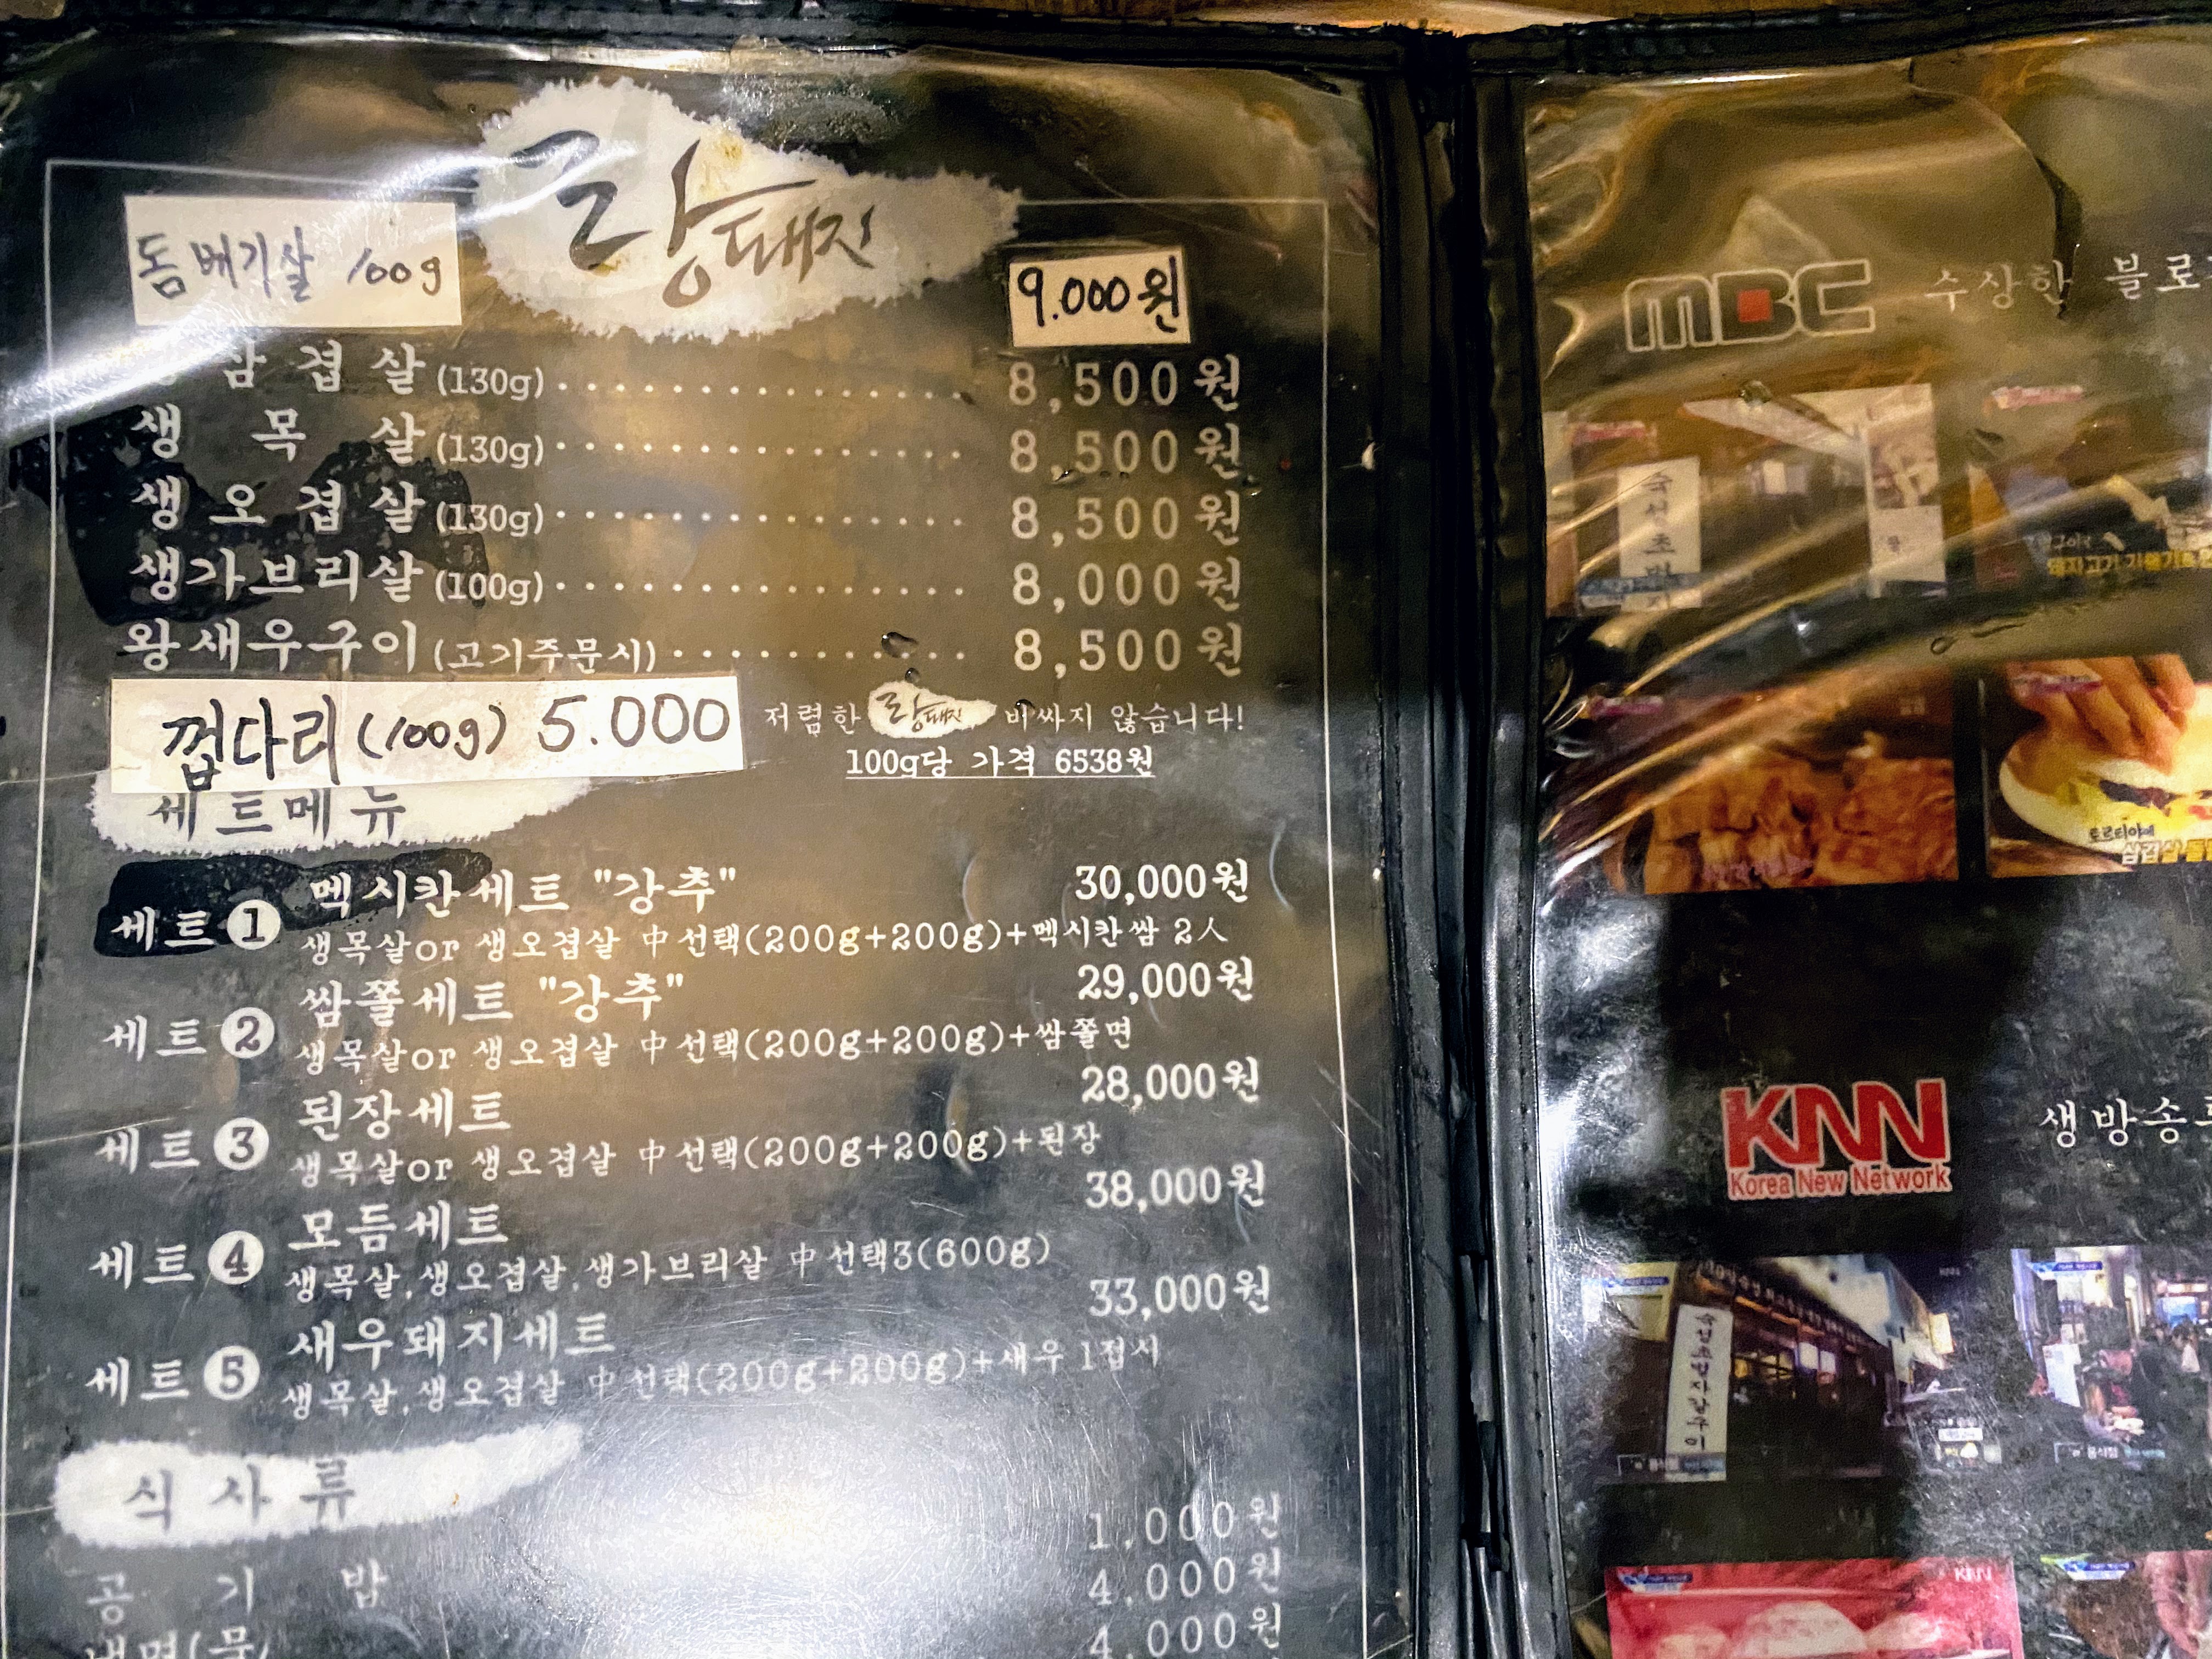 랑돼지
돔배기살 100g 9.000원
삼겹살(130g) 8,500원
생목살(130g) 8,500원
생오겹살(130g) 8,500원
생가브리살(100g) 8,000원
왕새우구이(고기주문시) 8,500원
껍다리(100g) 5.000
저렴한 랑돼지 비싸지 않습니다!
100g당 가격 6538원
세트메뉴
세트 1 멕시칸세트 "강추" 30,000원
생목살or 생오겹살 中 선택(200g+200g)+멕시칸쌈 2人
세트 2 쌈쫄세트 "강추" 29,000원
생목살or 생오겹살 中 선택(200g+200g)+쌈쫄면
세트 3 된장세트 28,000원
생목살or 생오겹살 中 선택(200g+200g)+된장
세트 4 모듬세트 38,000원
생목살,생오겹살,생가브리살 中 선택3(600g)
세트 5 새우돼지세트 33,000원
생목살,생오겹살 中 선택(200g+200g)+새우 1접시
식사류
공기밥 1,000원
4,000원
4,000원
MBC 수상한 블로
토르티야에
삼겹살
KNN
Korea New Network
생방송
KNN